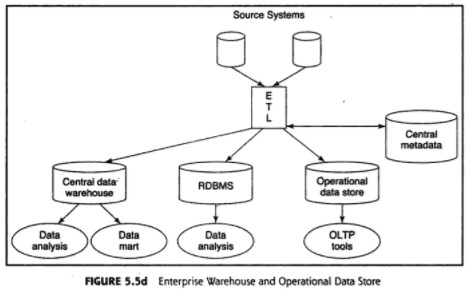 Source Systems
E
T
L
Central
metadata
Central data
warehouse
RDBMS
Operational
data store
Data
analysis
Data
mart
Data
analysis
OLTP
tools
FIGURE 5.5d Enterprise Warehouse and Operational Data Store